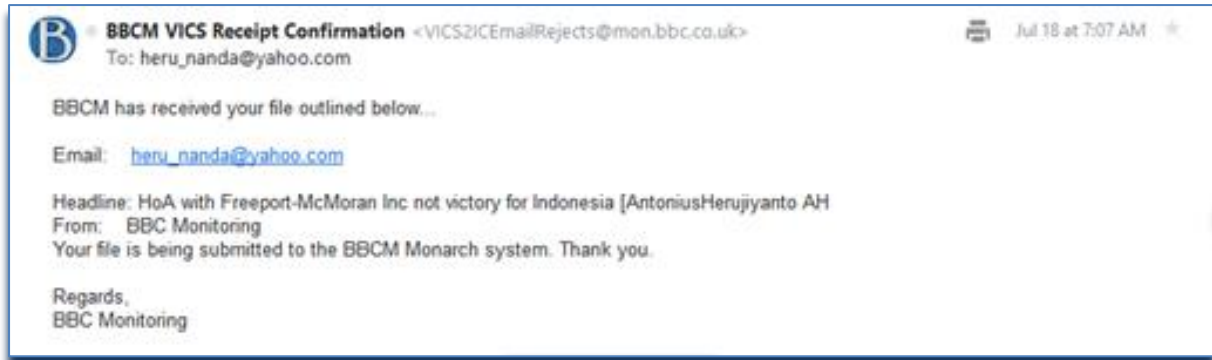 B
BBCM VICS Receipt Confirmation <VICS2ICEmailRejects@mon.bbc.co.uk> Jul 18 at 7:07 AM
To: heru_nanda@yahoo.com
BBCM has received your file outlined below...
Email: heru_nanda@yahoo.com
Headline: HoA with Freeport-McMoran Inc not victory for Indonesia [AntoniusHerujiyanto AH
From: BBC Monitoring
Your file is being submitted to the BBCM Monarch system. Thank you.
Regards,
BBC Monitoring